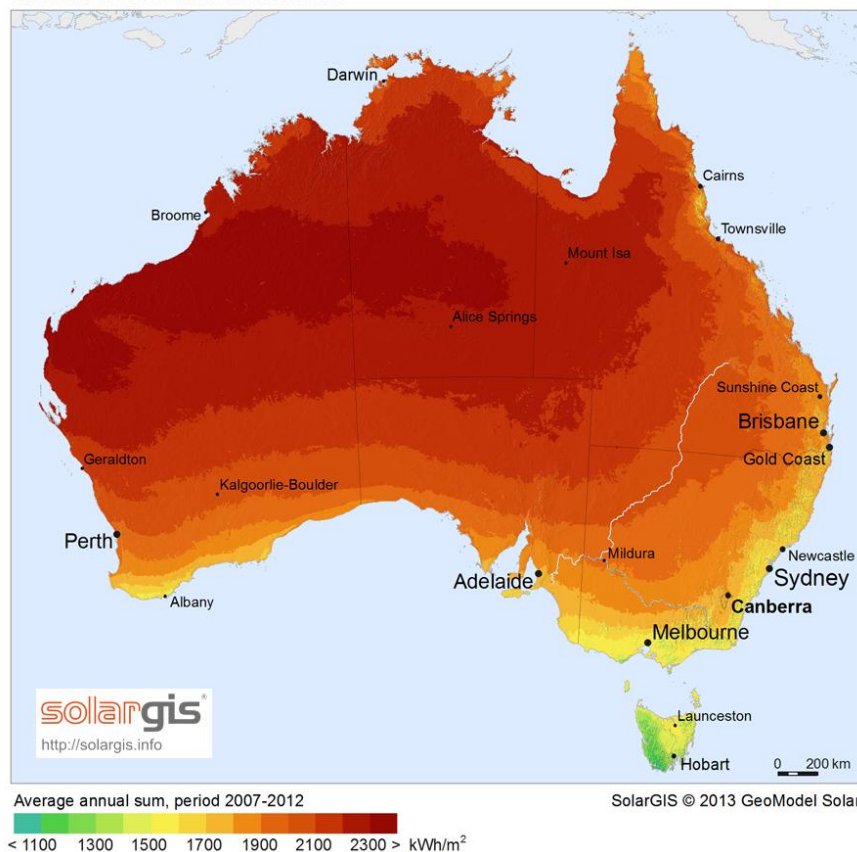 Darwin
Cairns
Broome
Townsville
Mount Isa
Alice Springs
Sunshine Coast
Brisbane
Geraldton
Gold Coast
Kalgoorlie-Boulder
Perth
Mildura
Newcastle
Adelaide
Sydney
Albany
Canberra
Melbourne
solargis®
http://solargis.info
Launceston
Hobart
0 200 km
Average annual sum, period 2007-2012
SolarGIS © 2013 GeoModel Solar
< 1100 1300 1500 1700 1900 2100 2300 > kWh/m²